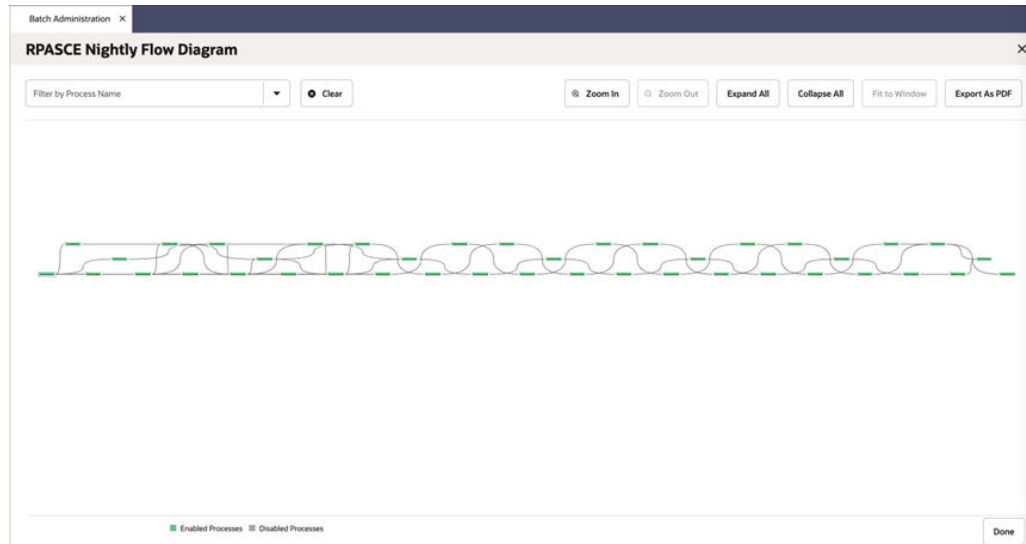 Batch Administration ×
RPASCE Nightly Flow Diagram
Filter by Process Name
Clear
Zoom In
Zoom Out
Expand All
Collapse All
Fit to Window
Export As PDF
Enabled Processes
Disabled Processes
Done